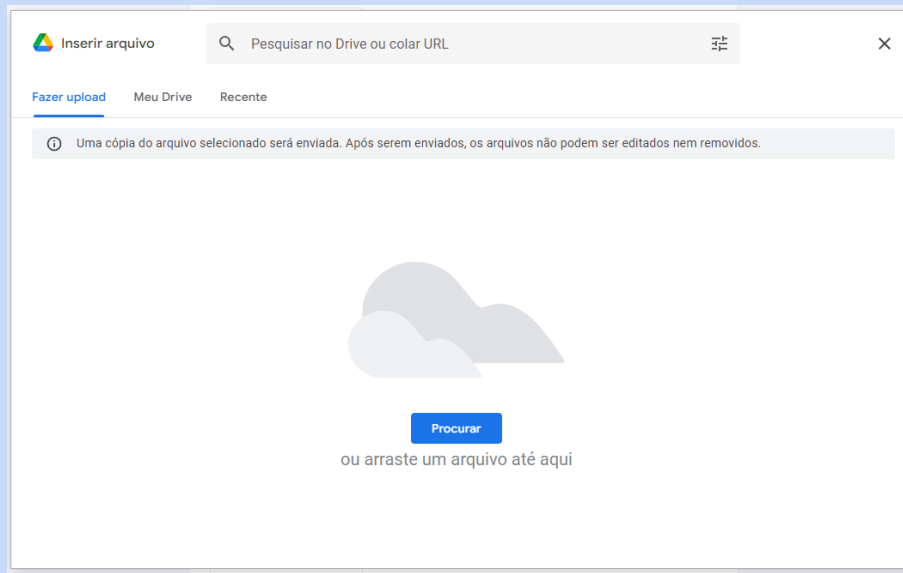 Inserir arquivo
Pesquisar no Drive ou colar URL
Fazer upload Meu Drive Recente
Uma cópia do arquivo selecionado será enviada. Após serem enviados, os arquivos não podem ser editados nem removidos.
Procurar
ou arraste um arquivo até aqui